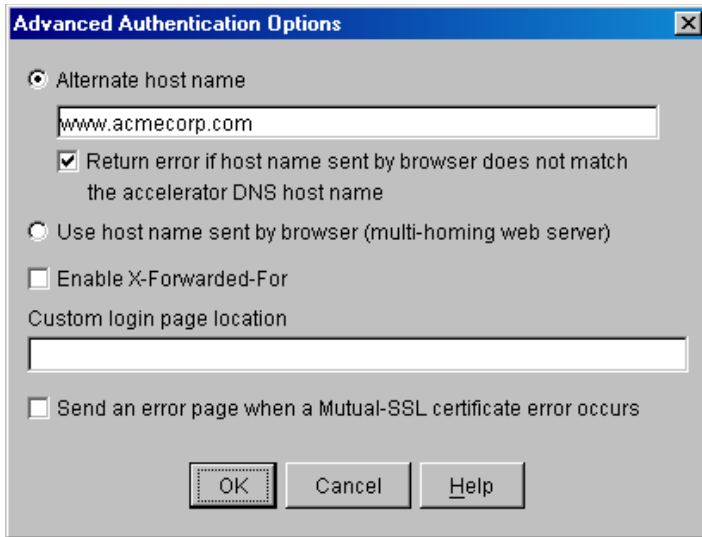 Advanced Authentication Options
Alternate host name
www.acmecorp.com
Return error if host name sent by browser does not match
the accelerator DNS host name
Use host name sent by browser (multi-homing web server)
Enable X-Forwarded-For
Custom login page location
Send an error page when a Mutual-SSL certificate error occurs
OK Cancel Help